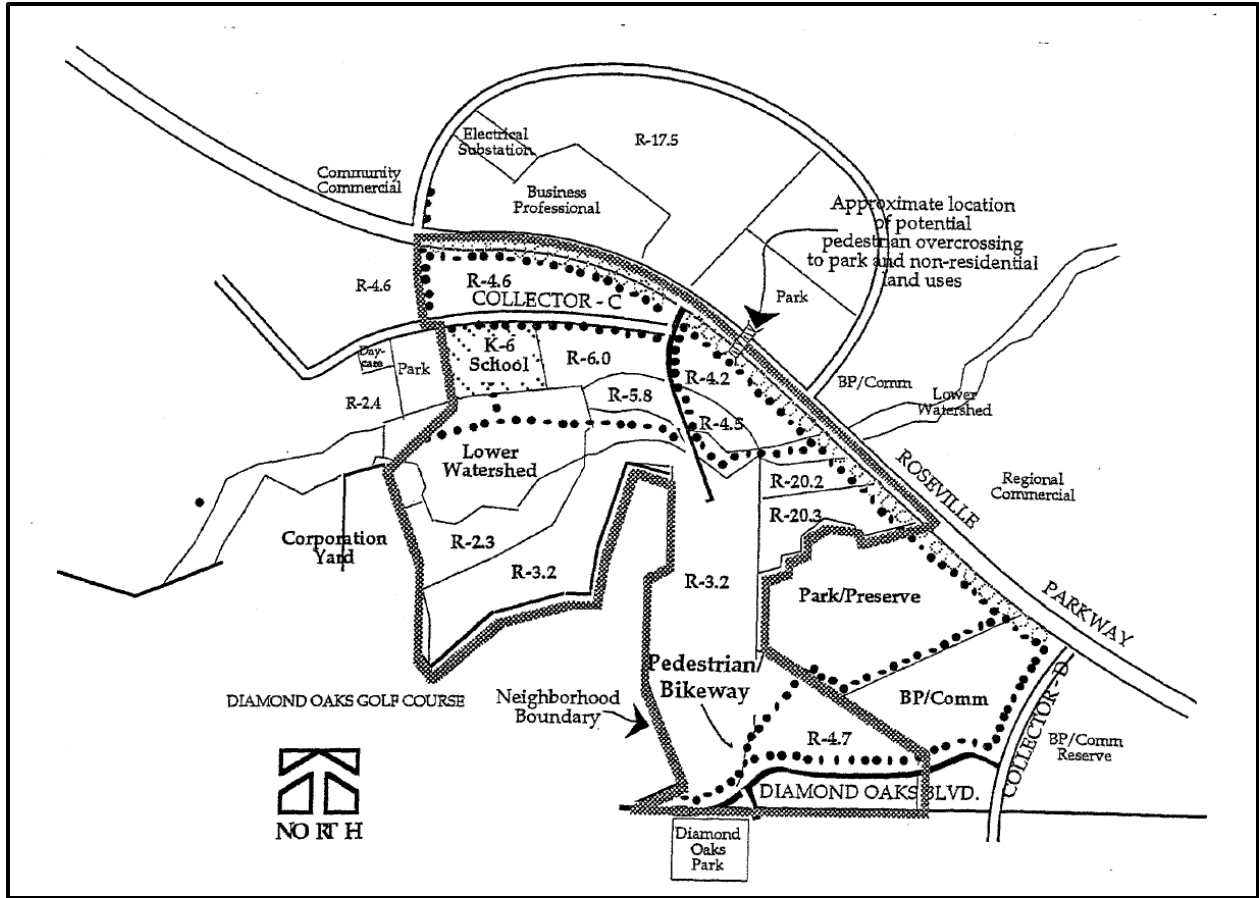 Electrical
Substation
R-17.5
Community
Commercial
Business
Professional
Approximate location
of potential
pedestrian overcrossing
to park and non-residential
land uses
R-4.6
R-4.6
Park
COLLECTOR - C
K-6
School
R-6.0
Day-
care
Park
R-4.2
BP/Comm
R-5.8
Lower
Watershed
R-2.4
R-4.5
Lower
Watershed
ROSEVILLE
PARKWAY
R-20.2
Regional
Commercial
R-20.3
Corporation
Yard
R-2.3
R-3.2
R-3.2
Park/Preserve
Pedestrian/
Bikeway
DIAMOND OAKS GOLF COURSE
Neighborhood
Boundary
BP/Comm
COLLECTOR - D
R-4.7
BP/Comm
Reserve
DIAMOND OAKS BLVD.
NORTH
Diamond
Oaks
Park